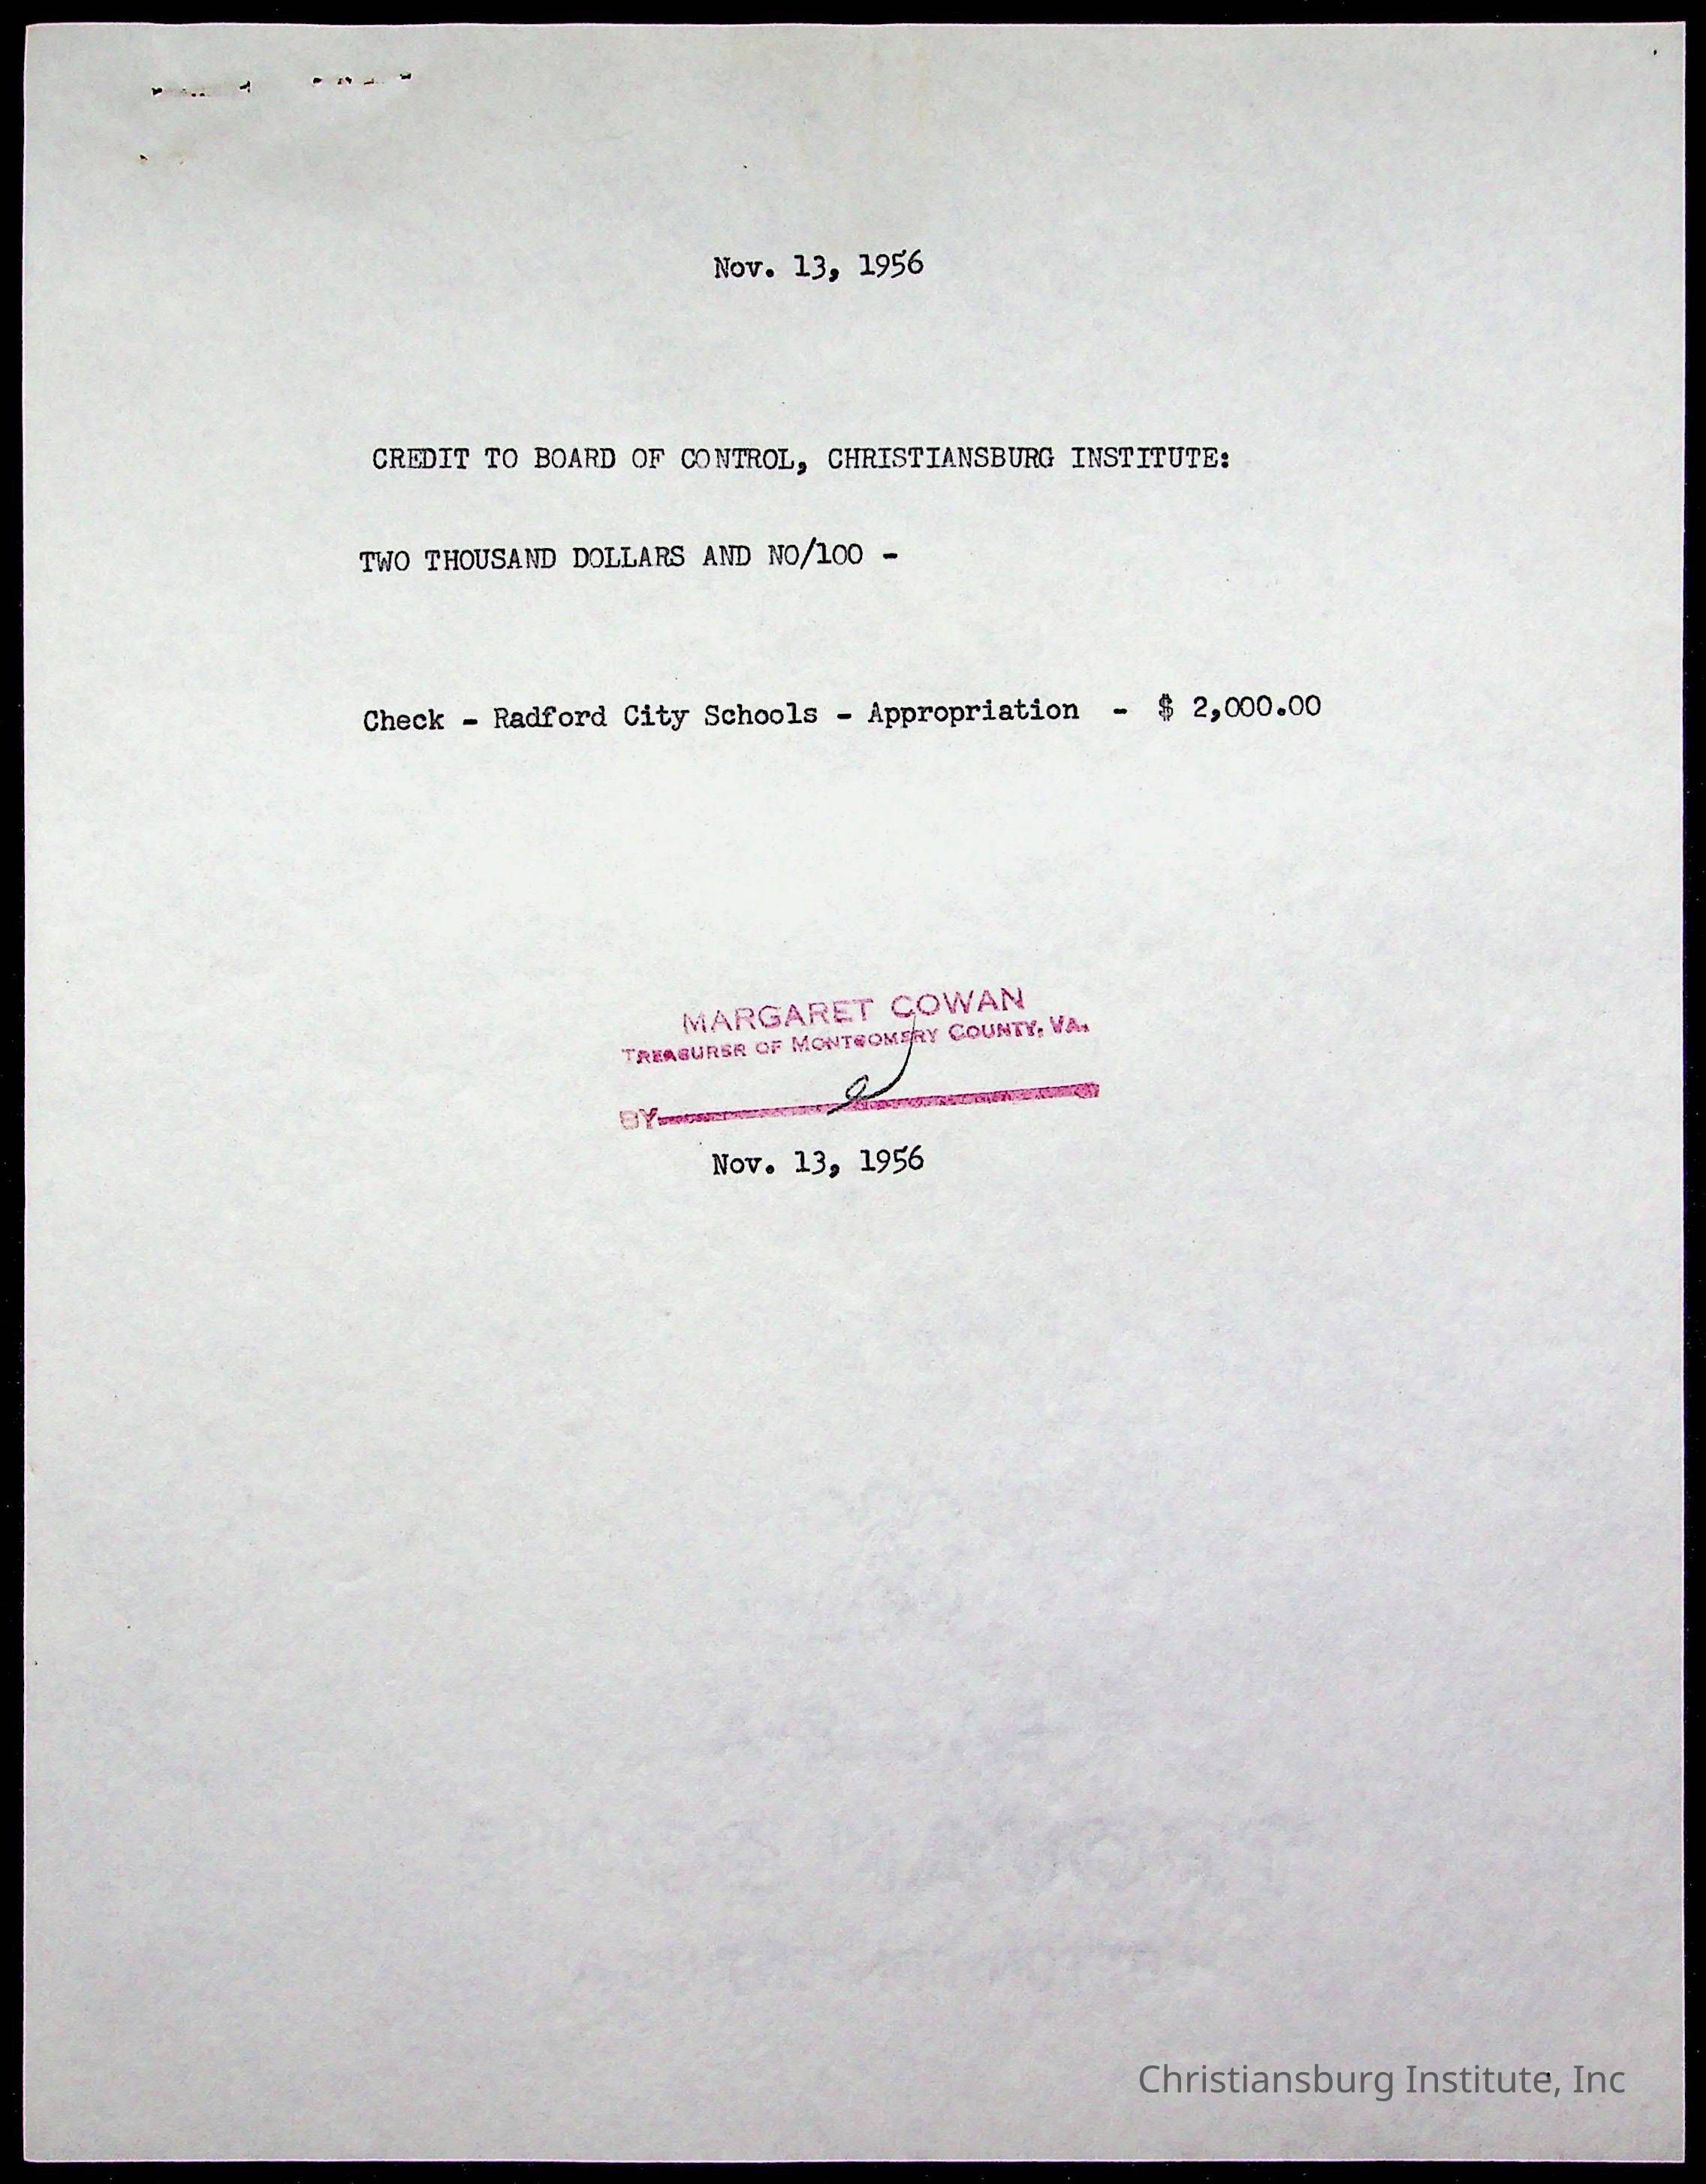 Nov. 13, 1956
CREDIT TO BOARD OF CONTROL, CHRISTIANSBURG INSTITUTE:
TWO THOUSAND DOLLARS AND NO/100 -
Check - Radford City Schools - Appropriation - $ 2,000.00
MARGARET COWAN
TREASURER OF MONTGOMERY COUNTY, VA.
BY
Nov. 13, 1956
Christiansburg Institute, Inc